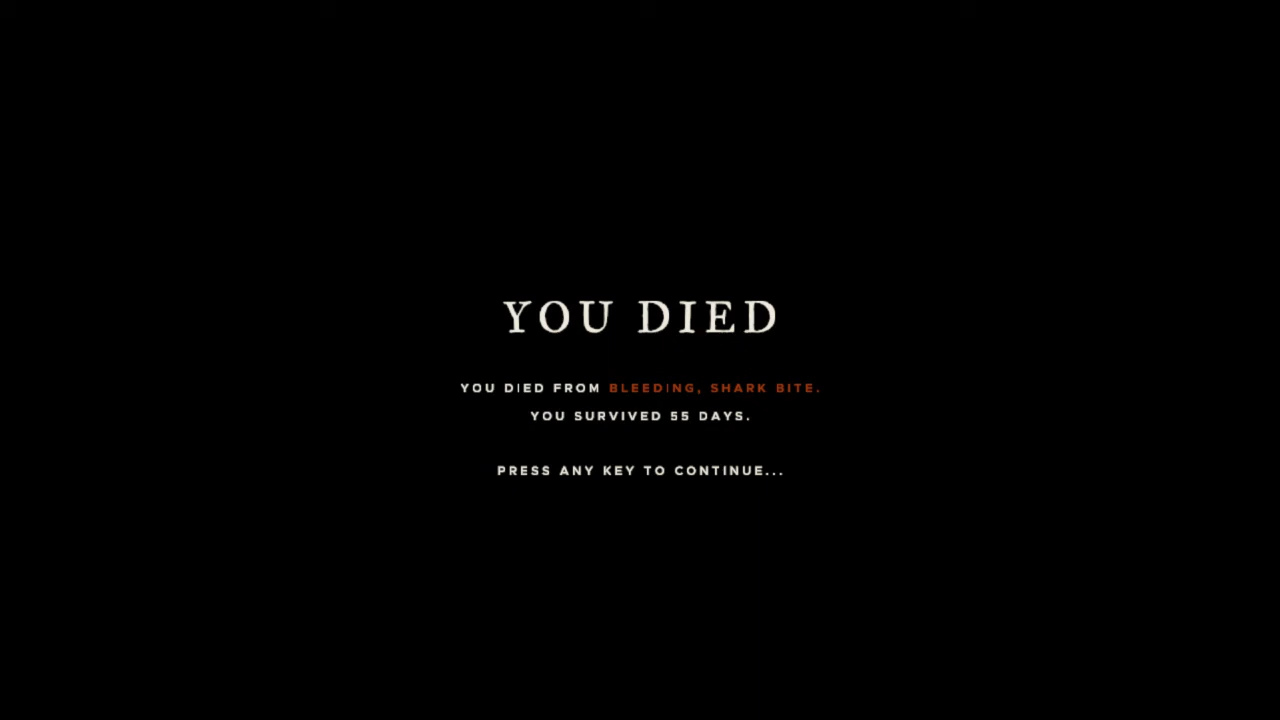 YOU DIED
YOU DIED FROM BLEEDING, SHARK BITE.
YOU SURVIVED 55 DAYS.
PRESS ANY KEY TO CONTINUE...